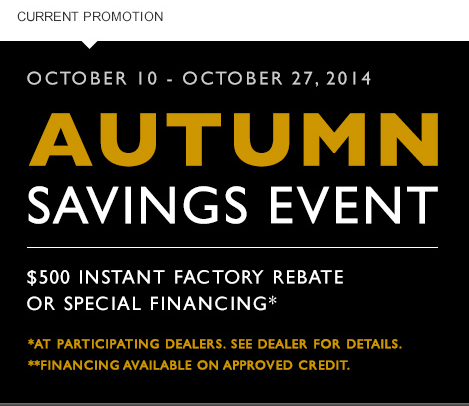 CURRENT PROMOTION
OCTOBER 10 - OCTOBER 27, 2014
AUTUMN
SAVINGS EVENT
$500 INSTANT FACTORY REBATE
OR SPECIAL FINANCING*
*AT PARTICIPATING DEALERS. SEE DEALER FOR DETAILS.
**FINANCING AVAILABLE ON APPROVED CREDIT.